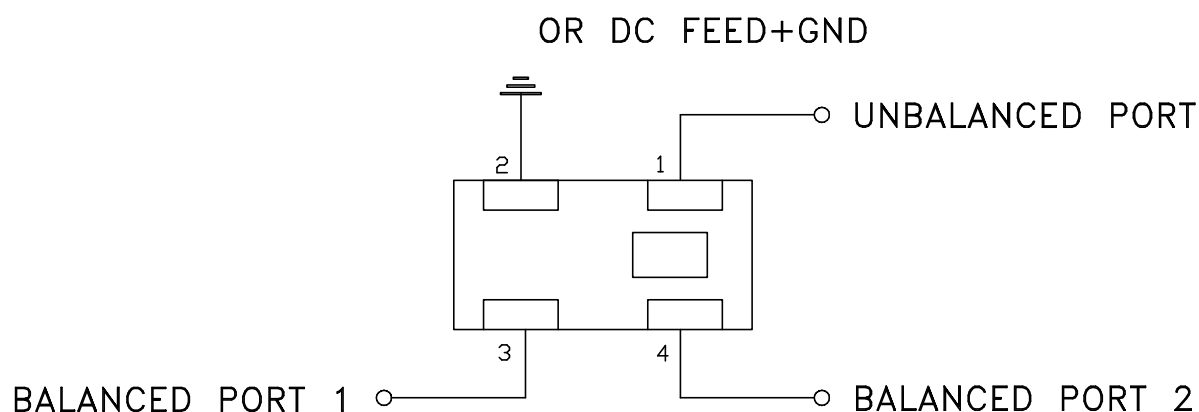 OR DC FEED+GND
UNBALANCED PORT
2
1
3
4
BALANCED PORT 1
BALANCED PORT 2